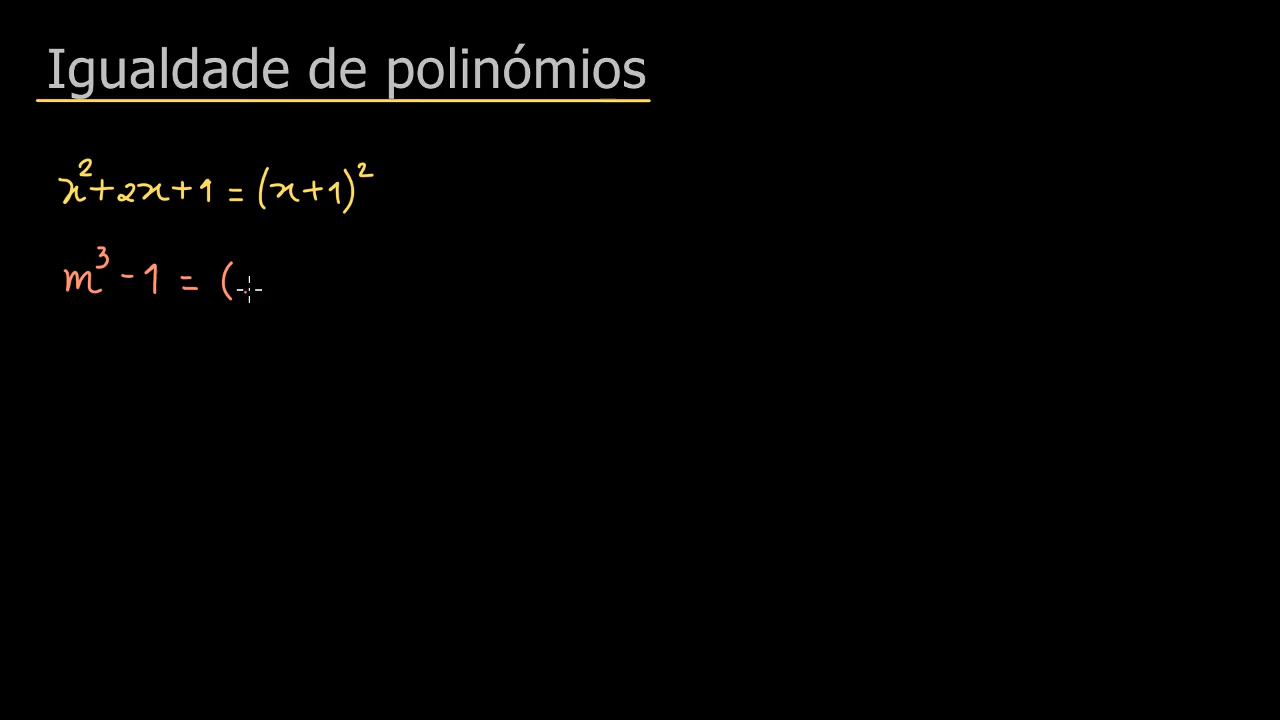 Igualdade de polinómios
x²+2x+1=(x+1)²
m³-1=(